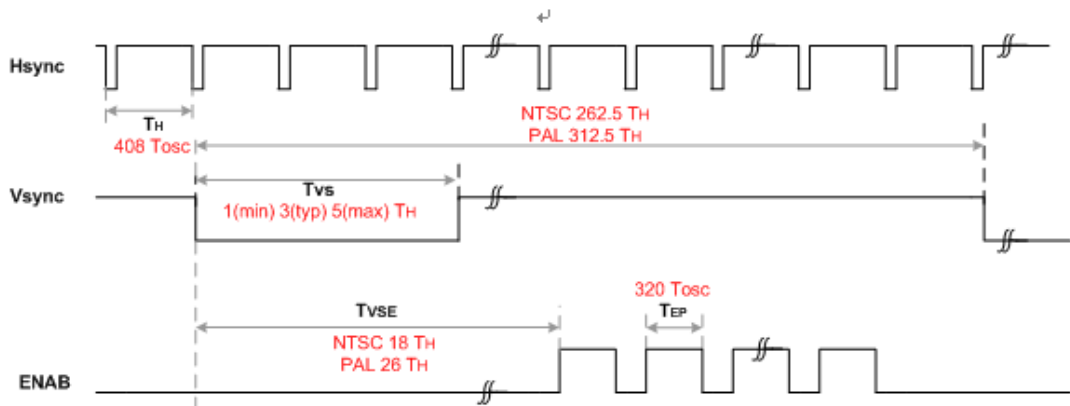 Hsync
TH
408 Tosc
NTSC 262.5 TH
PAL 312.5 TH
Vsync
Tvs
1(min) 3(typ) 5(max) TH
320 Tosc
TVSE
TEP
NTSC 18 TH
PAL 26 TH
ENAB